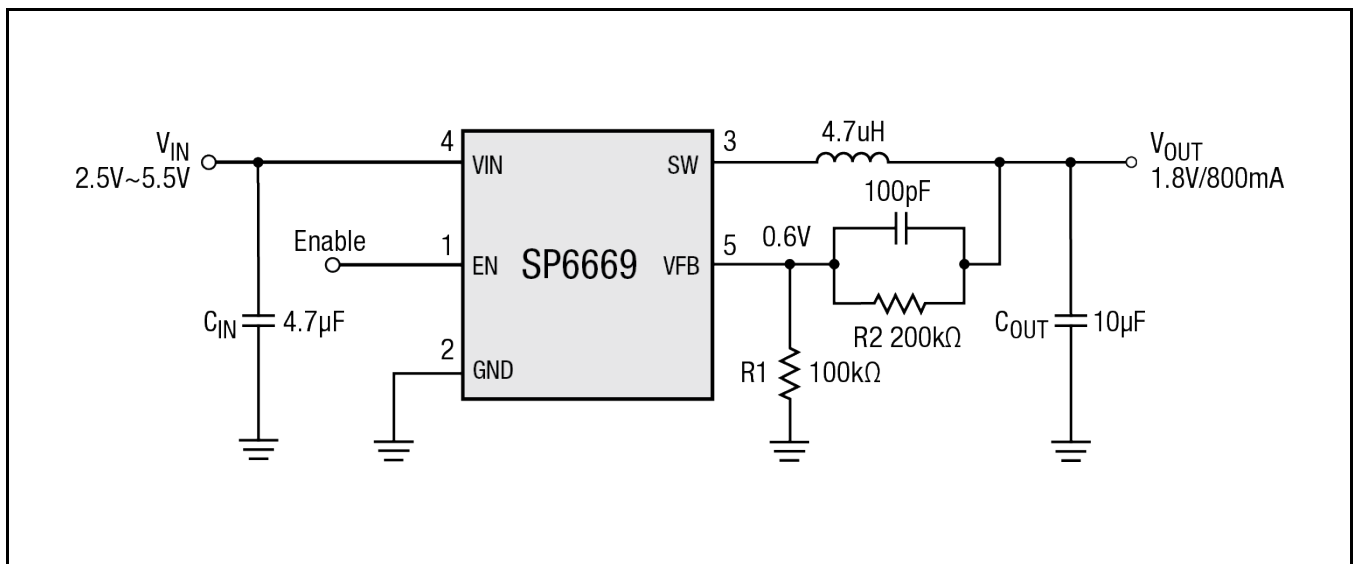 VIN
2.5V~5.5V
4
VIN
SW
3
4.7uH
VOUT
1.8V/800mA
100pF
Enable
1
EN
SP6669
VFB
5
0.6V
R2 200kΩ
CIN
4.7µF
COUT
10µF
2
GND
R1
100kΩ